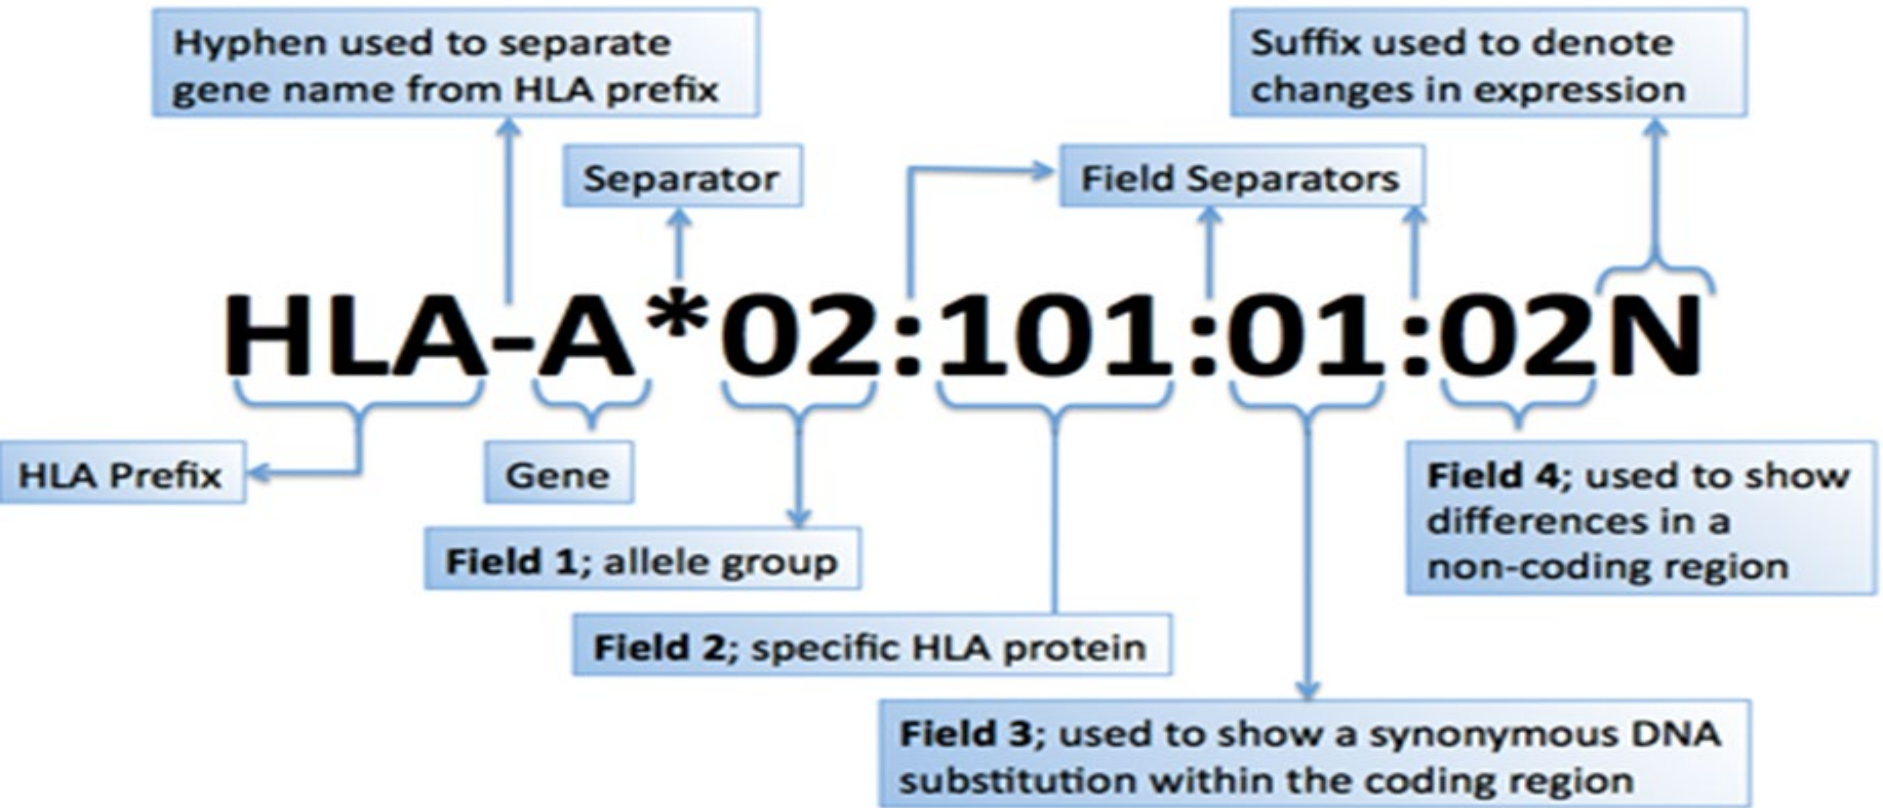 Hyphen used to separate
gene name from HLA prefix
Suffix used to denote
changes in expression
Separator
Field Separators
HLA-A*02:101:01:02N
HLA Prefix
Gene
Field 4; used to show
differences in a
non-coding region
Field 1; allele group
Field 2; specific HLA protein
Field 3; used to show a synonymous DNA
substitution within the coding region